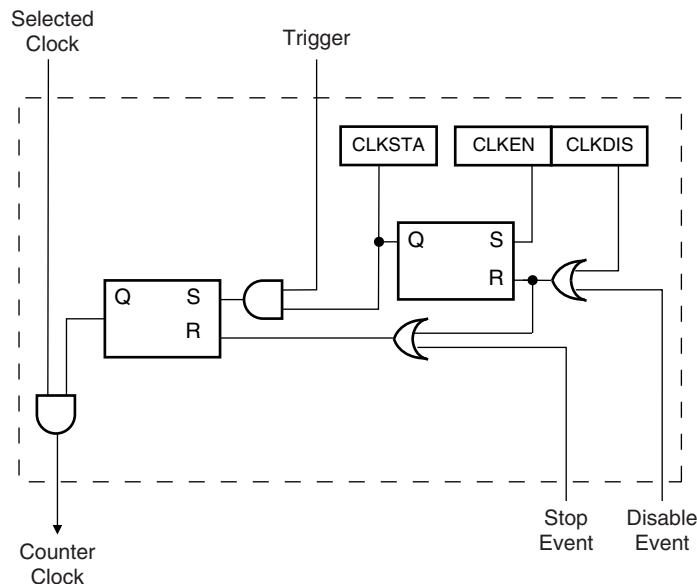 Selected
Clock
Trigger
CLKSTA
CLKEN
CLKDIS
Q
S
R
Q
S
R
Stop
Event
Disable
Event
Counter
Clock